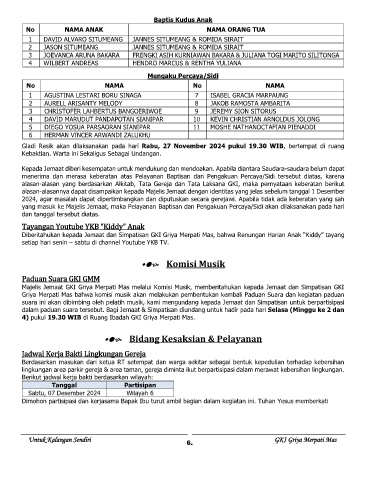 Baptis Kudus Anak
No NAMA ANAK NAMA ORANG TUA
1 DAVID ALVARO SITUMEANG JANNES SITUMEANG & ROMIDA SIRAIT
2 JASON SITUMEANG JANNES SITUMEANG & ROMIDA SIRAIT
3 JOEVANCA ARUNA BAKARA FRENGKI ASIH KURNIAWAN BAKARA & JULIANA TOGI MARITO SILITONGA
4 WILBERT ANDREAS HENDRO MARCUS & RENTHA YULIANA
Mengaku Percaya/Sidi
No NAMA No NAMA
1 AGUSTINA LESTARI BORU SINAGA 7 ISABEL GRACIA MARPAUNG
2 AURELL ARISANTY MELODY 8 JAKOB RAMOSTA AMBARITA
3 CHRISTOFER LAHBERTUS BANGOERIWOE 9 JEREMY SION SITORUS
4 DAVID MARUDUT PANDAPOTAN SIANIPAR 10 KEVIN CHRISTIAN ARNOLDUS JOLONG
5 DIEGO YOSUA PARSAORAN SIANIPAR 11 MOSHE NATHANOCTAFIAN PIENADDI
6 HERMAN VINCER ARWANDI ZALUKHU
Gladi Resik akan dilaksanakan pada hari Rabu, 27 November 2024 pukul 19.30 WIB, bertempat di ruang
Kebaktian. Warta ini Sekaligus Sebagai Undangan.
Kepada Jemaat diberi kesempatan untuk mendukung dan mendoakan. Apabila diantara Saudara-saudara belum dapat
menerima dan merasa keberatan atas Pelayanan Baptisan dan Pengakuan Percaya/Sidi tersebut diatas, karena
alasan-alasan yang berdasarkan Alkitab, Tata Gereja dan Tata Laksana GKI, maka pernyataan keberatan berikut
alasan-alasannya dapat disampaikan kepada Majelis Jemaat dengan identitas yang jelas sebelum tanggal 1 Desember
2024, agar masalah dapat dipertimbangkan dan diputuskan secara gerejawi. Apabila tidak ada keberatan yang sah
yang masuk ke Majelis Jemaat, maka Pelayanan Baptisan dan Pengakuan Percaya/Sidi akan dilaksanakan pada hari
dan tanggal tersebut diatas.
Tayangan Youtube YKB "Kiddy" Anak
Diberitahukan kepada Jemaat dan Simpatisan GKI Griya Merpati Mas, bahwa Renungan Harian Anak "Kiddy" tayang
setiap hari senin – sabtu di channel Youtube YKB TV.
Komisi Musik
Paduan Suara GKI GMM
Majelis Jemaat GKI Griya Merpati Mas melalui Komisi Musik, memberitahukan kepada Jemaat dan Simpatisan GKI
Griya Merpati Mas bahwa komisi musik akan melakukan pembentukan kembali Paduan Suara dan kegiatan paduan
suara ini akan dibimbing oleh pelatih musik, kami mengundang kepada Jemaat dan Simpatisan untuk berpartisipasi
dalam paduan suara tersebut. Bagi Jemaat & Simpatisan diundang untuk hadir pada hari Selasa (Minggu ke 2 dan
4) pukul 19.30 WIB di Ruang Ibadah GKI Griya Merpati Mas.
Bidang Kesaksian & Pelayanan
Jadwal Kerja Bakti Lingkungan Gereja
Berdasarkan masukan dari ketua RT setempat dan warga sekitar sebagai bentuk kepedulian terhadap kebersihan
lingkungan area parkir gereja & area taman, gereja diminta ikut berpartisipasi dalam merawat kebersihan lingkungan.
Berikut jadwal kerja bakti berdasarkan wilayah:
Tanggal Partisipan
Sabtu, 07 Desember 2024 Wilayah 6
Dimohon partisipasi dan kerjasama Bapak Ibu turut ambil bagian dalam kegiatan ini. Tuhan Yesus memberkati
Untuk Kalangan Sendiri 6. GKI Griya Merpati Mas